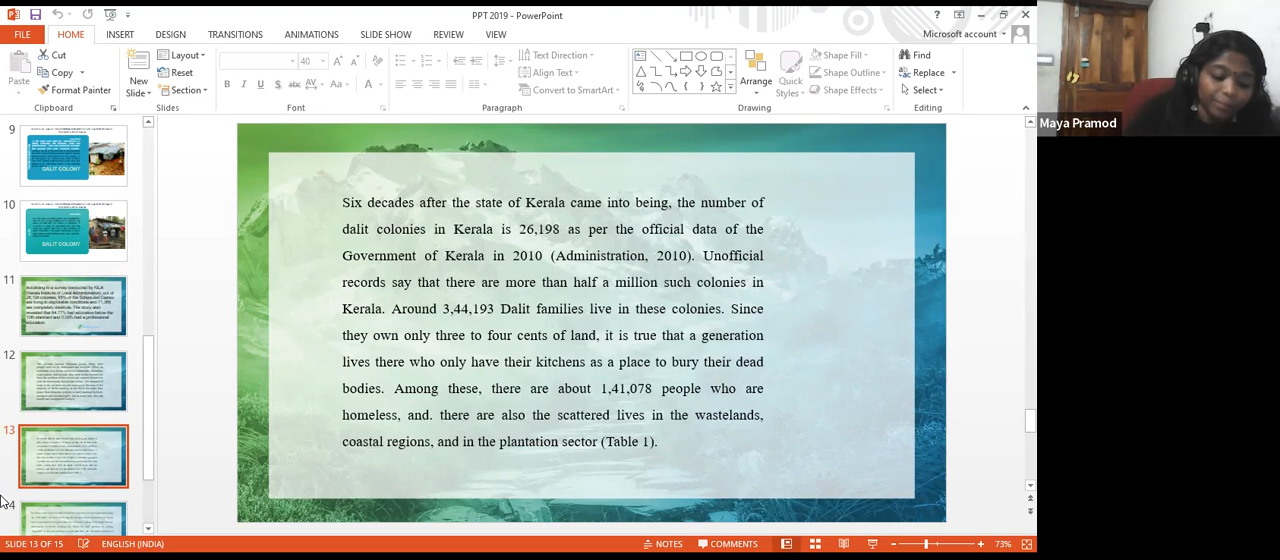 PPT 2019 - PowerPoint
Microsoft account
FILE HOME INSERT DESIGN TRANSITIONS ANIMATIONS SLIDE SHOW REVIEW VIEW
Paste
Cut
Copy
Format Painter
Clipboard
New Slide
Layout
Reset
Section
Slides
40
B I U S abc AV Aa A
Font
Text Direction
Align Text
Convert to SmartArt
Paragraph
Arrange
Quick Styles
Shape Fill
Shape Outline
Shape Effects
Drawing
Find
Replace
Select
Editing
Maya Pramod
9
DALIT COLONY
10
DALIT COLONY
11
12
13
14
Six decades after the state of Kerala came into being, the number of
dalit colonies in Kerala is 26,198 as per the official data of the
Government of Kerala in 2010 (Administration, 2010). Unofficial
records say that there are more than half a million such colonies in
Kerala. Around 3,44,193 Dalit families live in these colonies. Since
they own only three to four cents of land, it is true that a generation
lives there who only have their kitchens as a place to bury their dead
bodies. Among these, there are about 1,41,078 people who are
homeless, and. there are also the scattered lives in the wastelands,
coastal regions, and in the plantation sector (Table 1).
SLIDE 13 OF 15 ENGLISH (INDIA) NOTES COMMENTS 73%